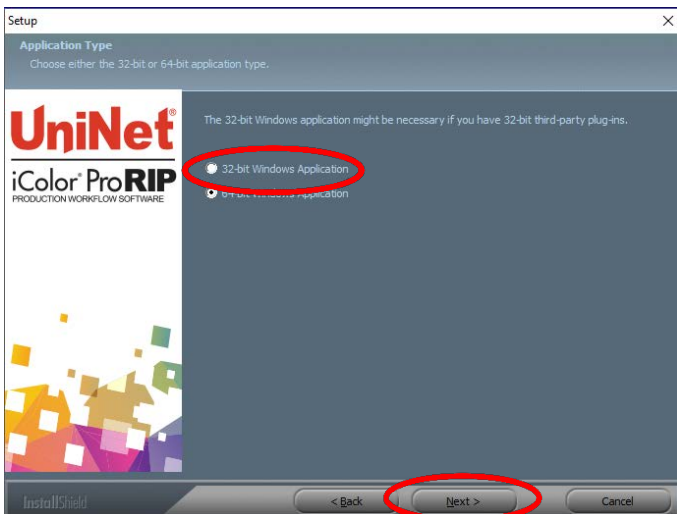 Setup
Application Type
Choose either the 32-bit or 64-bit application type.
UniNet®
iColor® ProRIP
PRODUCTION WORKFLOW SOFTWARE
The 32-bit Windows application might be necessary if you have 32-bit third-party plug-ins.
32-bit Windows Application
64-bit Windows Application
InstallShield
< Back
Next >
Cancel